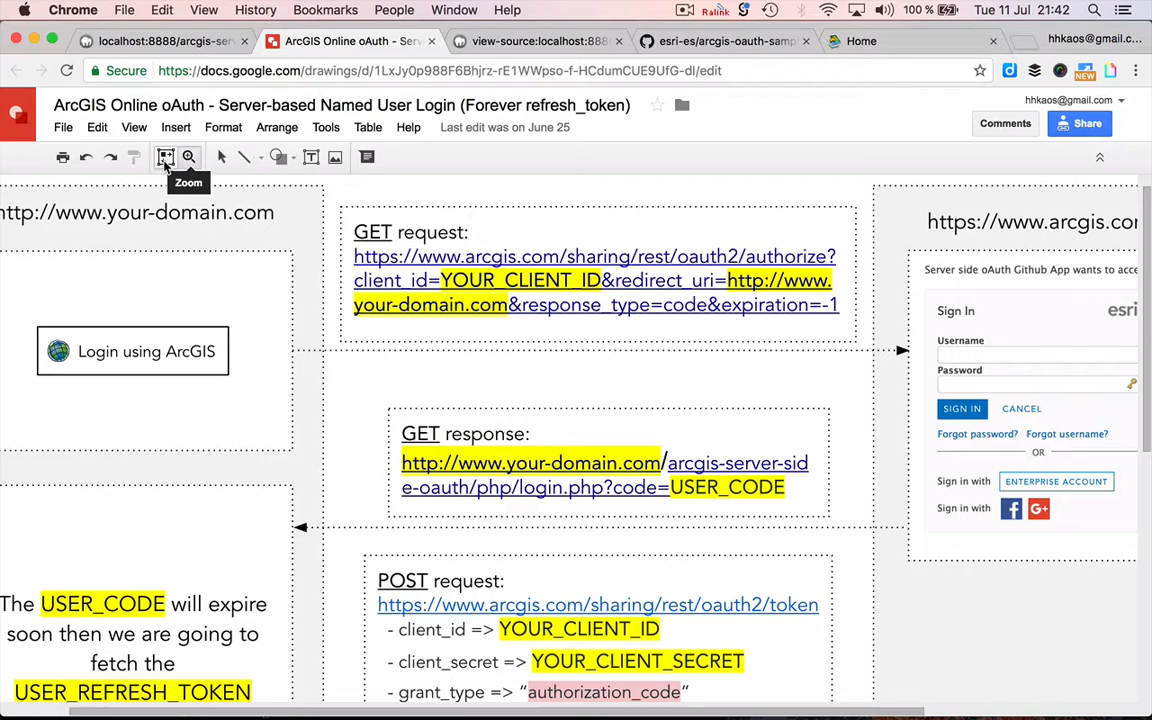 Chrome File Edit View History Bookmarks People Window Help Ralink 100 % Tue 11 Jul 21:42
localhost:8888/arcgis-ser ArcGIS Online oAuth - Serv view-source:localhost:888 esri-es/arcgis-oauth-samp Home hhkaos@gmail.c...
Secure https://docs.google.com/drawings/d/1LxJy0p988F6Bhjrz-rE1WWpso-f-HCdumCUE9UfG-dI/edit NEW
ArcGIS Online oAuth - Server-based Named User Login (Forever refresh_token)
hhkaos@gmail.com
File Edit View Insert Format Arrange Tools Table Help Last edit was on June 25
Comments Share
Zoom
http://www.your-domain.com
Login using ArcGIS
GET request:
https://www.arcgis.com/sharing/rest/oauth2/authorize?
client_id=YOUR_CLIENT_ID&redirect_uri=http://www.
your-domain.com&response_type=code&expiration=-1
GET response:
http://www.your-domain.com/arcgis-server-sid
e-oauth/php/login.php?code=USER_CODE
POST request:
https://www.arcgis.com/sharing/rest/oauth2/token
- client_id => YOUR_CLIENT_ID
- client_secret => YOUR_CLIENT_SECRET
- grant_type => “authorization_code”
The USER_CODE will expire
soon then we are going to
fetch the
USER_REFRESH_TOKEN
https://www.arcgis.cor
Server side oAuth Github App wants to acce
Sign In esri
Username
Password
SIGN IN CANCEL
Forgot password? Forgot username?
OR
Sign in with ENTERPRISE ACCOUNT
Sign in with f G+